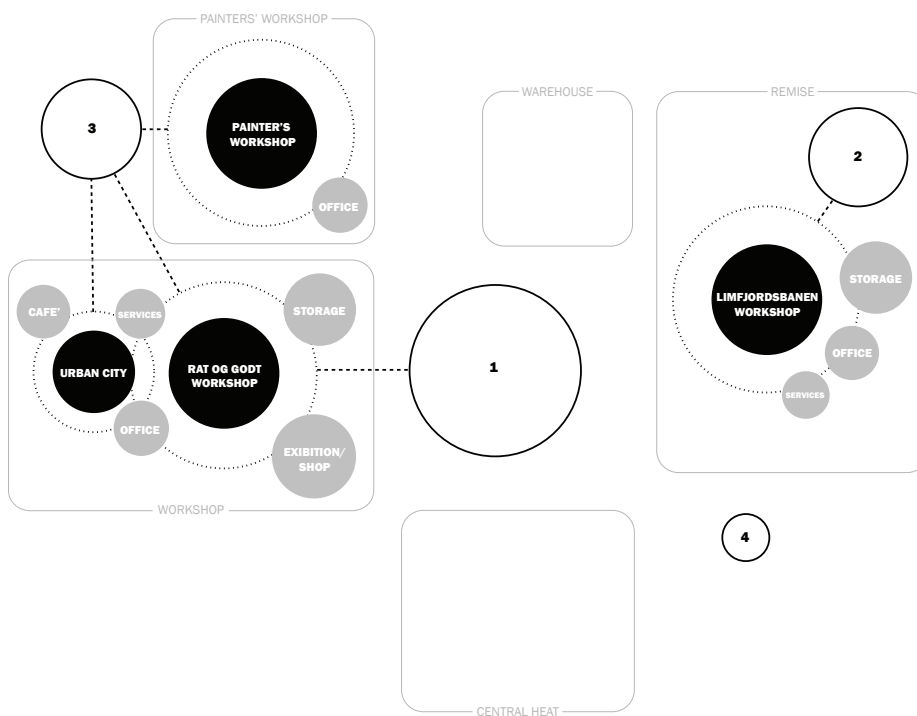 PAINTERS' WORKSHOP
3
PAINTER'S
WORKSHOP
OFFICE
WAREHOUSE
REMISE
2
LIMFJORDSBANEN
WORKSHOP
STORAGE
OFFICE
SERVICES
CAFE'
SERVICES
STORAGE
URBAN CITY
RAT OG GODT
WORKSHOP
OFFICE
EXIBITION/
SHOP
WORKSHOP
1
4
CENTRAL HEAT